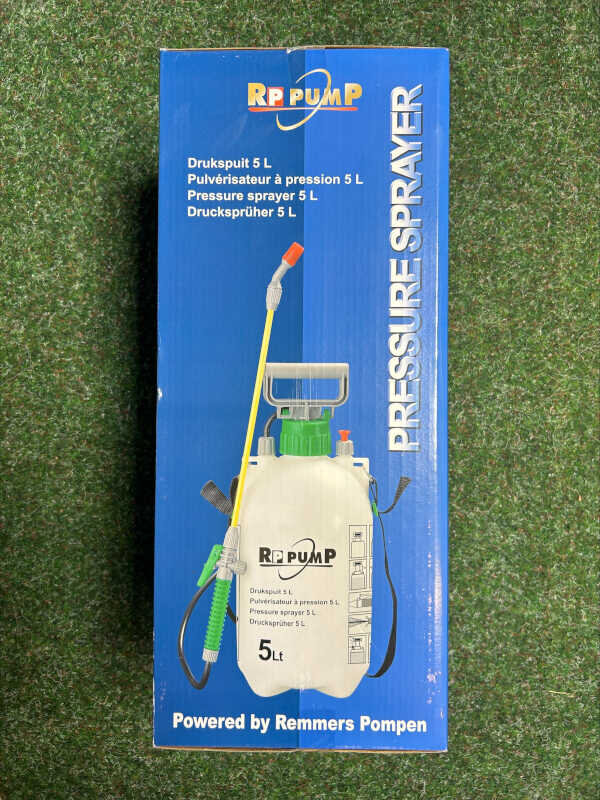 RP PUMP
Drukspuit 5 L
Pulvérisateur à pression 5 L
Pressure sprayer 5 L
Drucksprüher 5 L
PRESSURE SPRAYER
RP PUMP
Drukspuit 5 L
Pulvérisateur à pression 5 L
Pressure sprayer 5 L
Drucksprüher 5 L
5Lt
Powered by Remmers Pompen